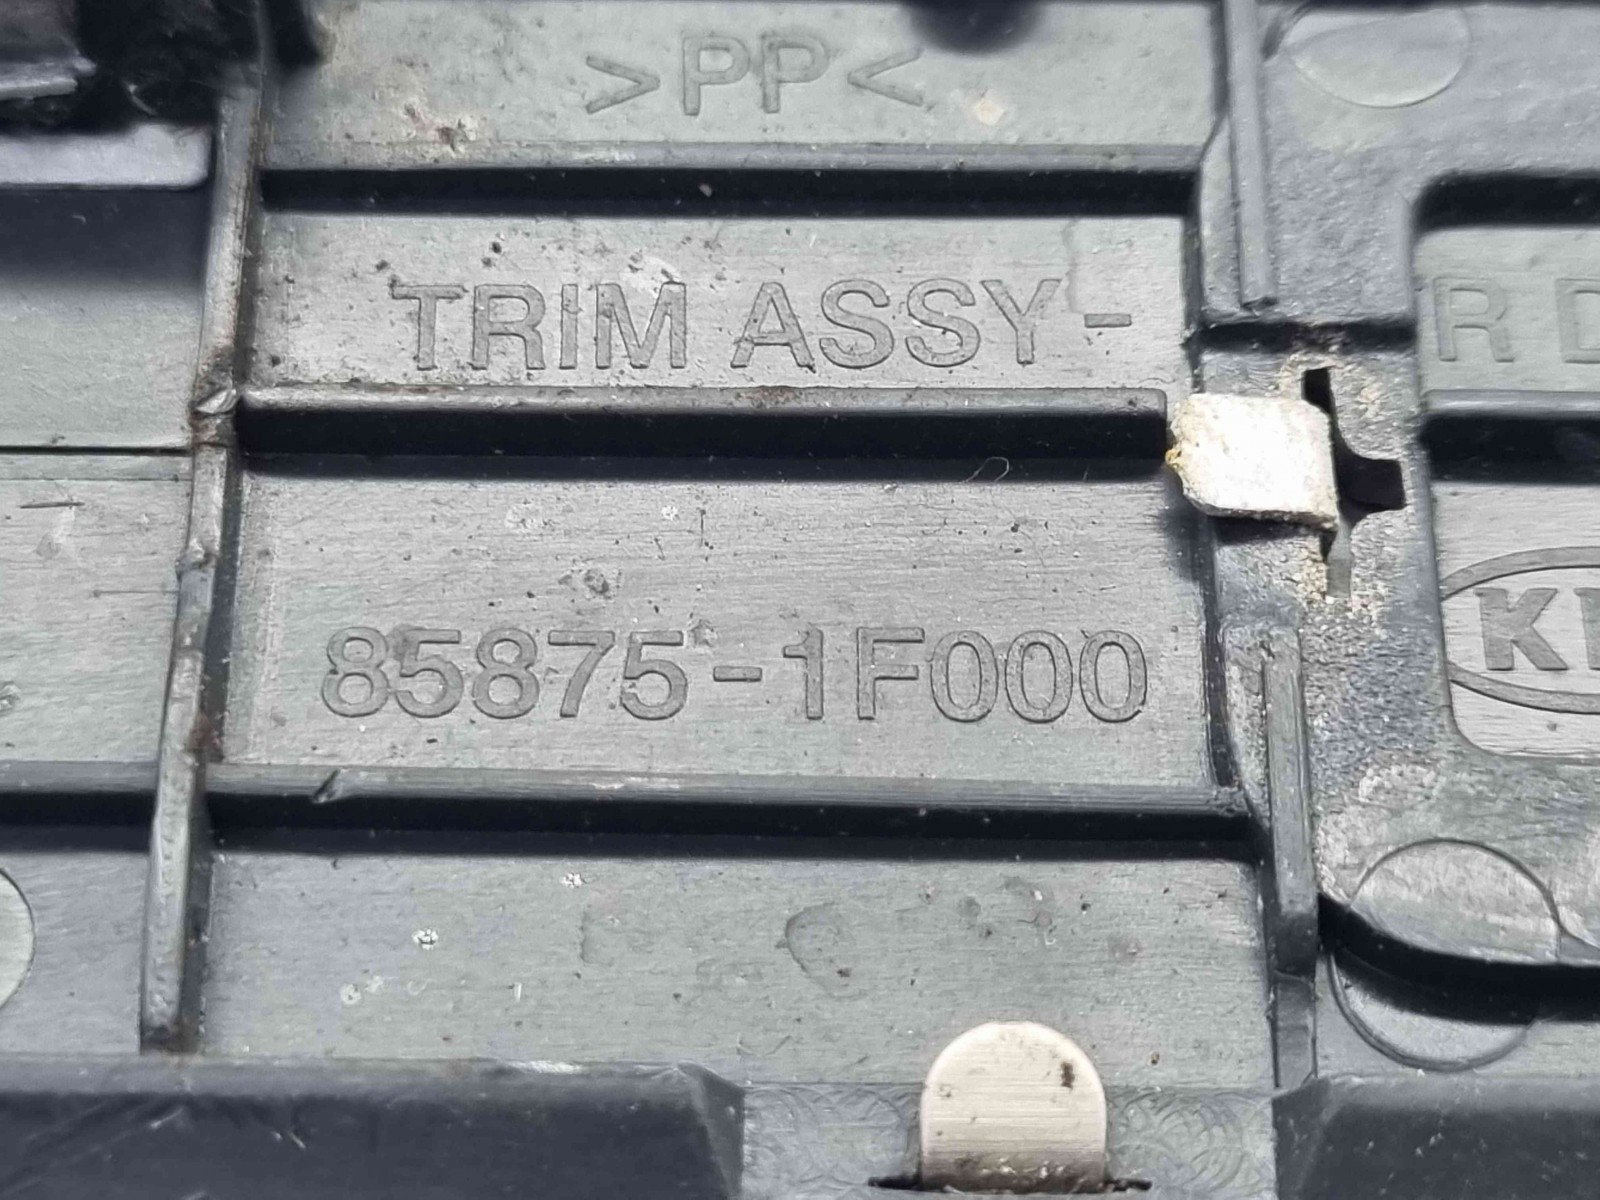 >PP<
TRIM ASSY-
R D
85875-1F000